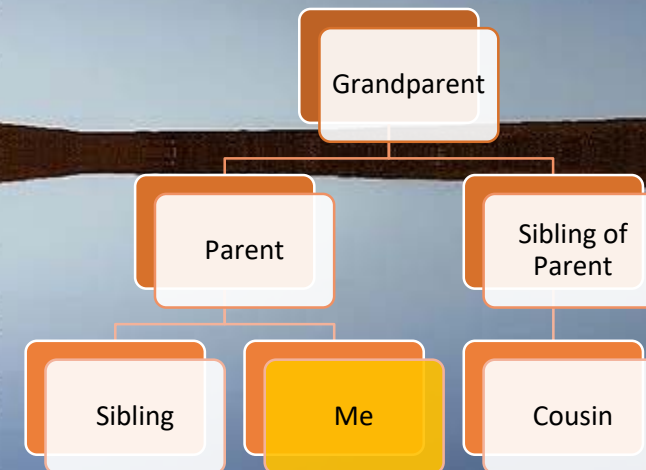 Grandparent
Parent
Sibling of
Parent
Sibling
Me
Cousin